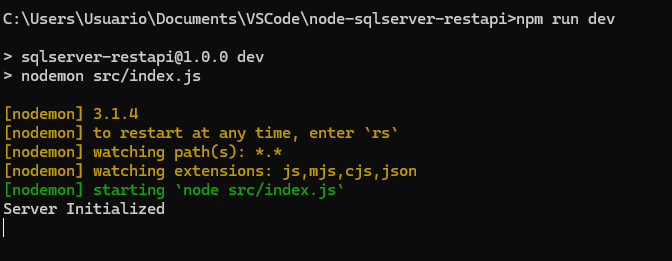 C:\Users\Usuario\Documents\VSCode\node-sqlserver-restapi>npm run dev
> sqlserver-restapi@1.0.0 dev
> nodemon src/index.js
[nodemon] 3.1.4
[nodemon] to restart at any time, enter `rs`
[nodemon] watching path(s): *.*
[nodemon] watching extensions: js,mjs,cjs,json
[nodemon] starting `node src/index.js`
Server Initialized